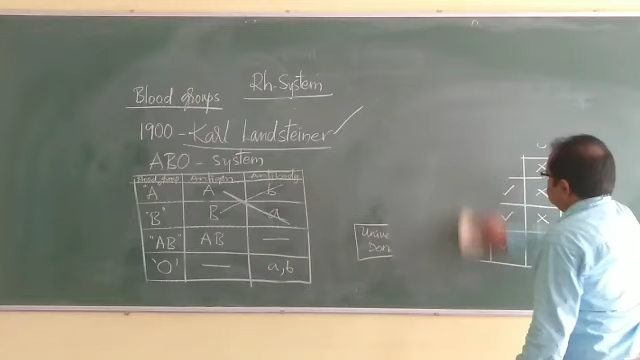 Rh-System
Blood groups
1900 - Karl Landsteiner
ABO - System
Blood group Antigen Antibody
"A" A b
"B" B a
"AB" AB —
'O' — a,b
Unive
Don
x
✓ x
✓ x